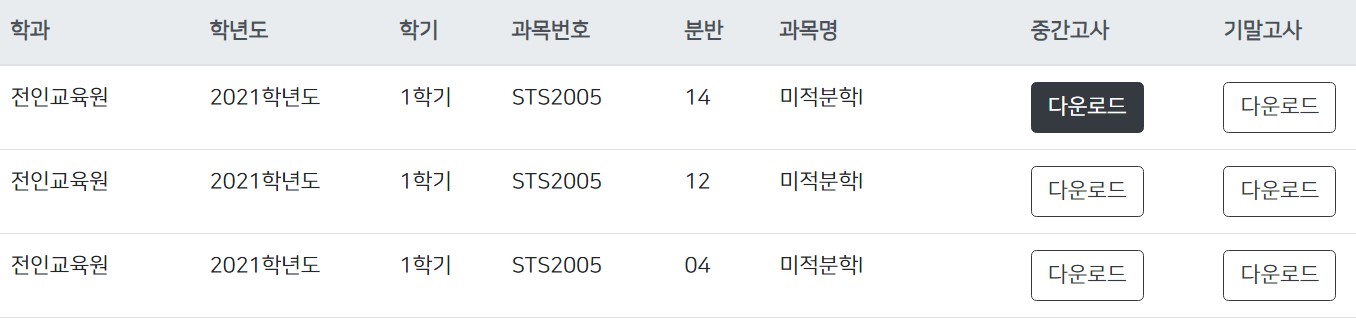 학과 학년도 학기 과목번호 분반 과목명 중간고사 기말고사
전인교육원 2021학년도 1학기 STS2005 14 미적분학I 다운로드 다운로드
전인교육원 2021학년도 1학기 STS2005 12 미적분학I 다운로드 다운로드
전인교육원 2021학년도 1학기 STS2005 04 미적분학I 다운로드 다운로드